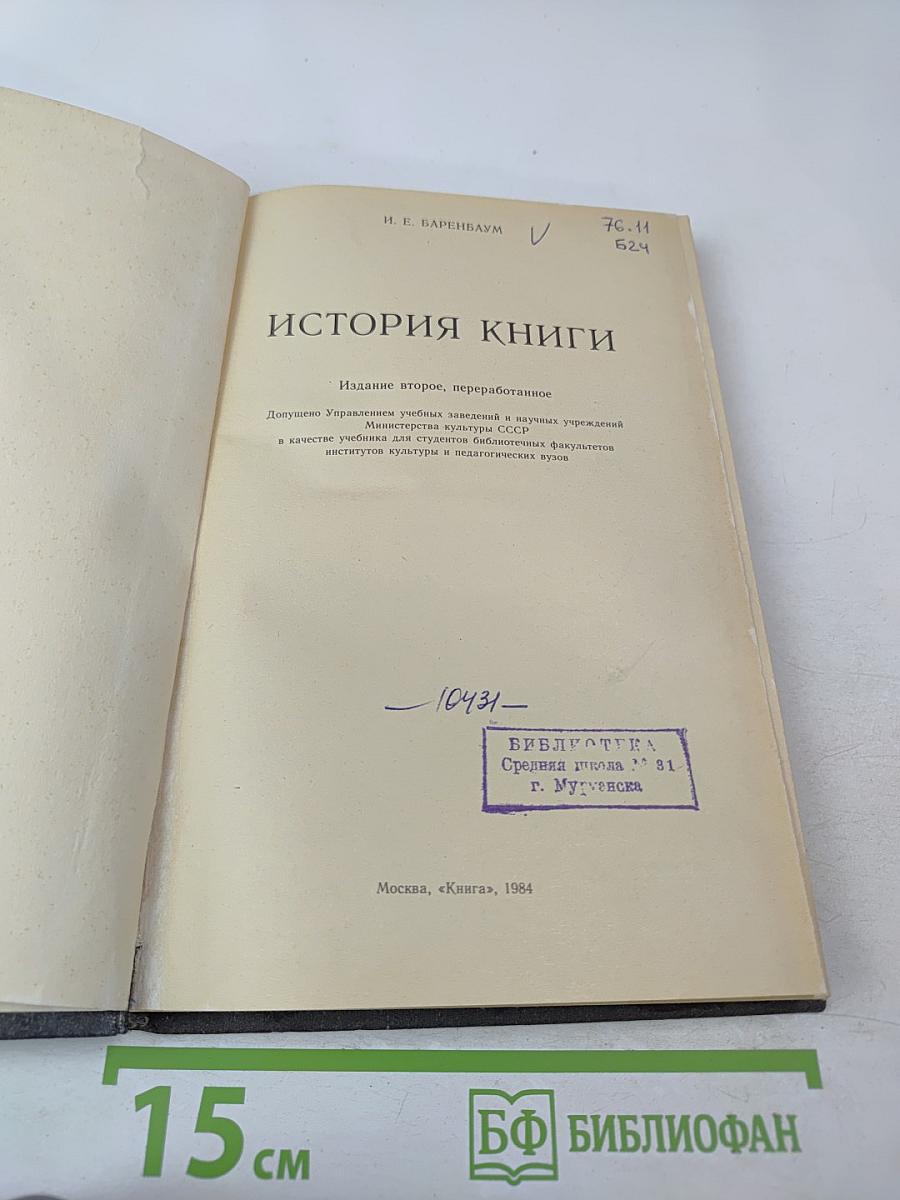 И. Е. БАРЕНБАУМ
76.11
Б24
ИСТОРИЯ КНИГИ
Издание второе, переработанное
Допущено Управлением учебных заведений и научных учреждений
Министерства культуры СССР
в качестве учебника для студентов библиотечных факультетов
институтов культуры и педагогических вузов
—10431—
БИБЛИОТЕКА
Средняя школа № 31
г. Мурманска
Москва, «Книга», 1984
15 см
БФ БИБЛИОФАН